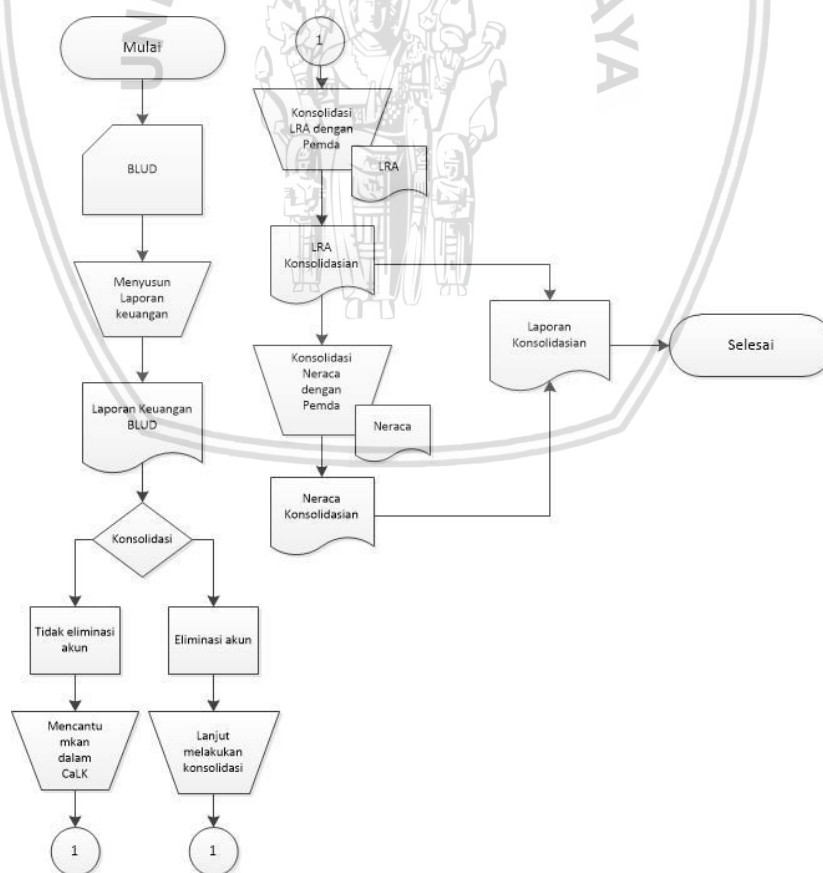 Mulai
BLUD
Menyusun
Laporan
keuangan
Laporan Keuangan
BLUD
Konsolidasi
Tidak eliminasi
akun
Eliminasi akun
Mencantu
mkan
dalam
CaLK
Lanjut
melakukan
konsolidasi
1
1
1
Konsolidasi
LRA dengan
Pemda
LRA
LRA
Konsolidasian
Konsolidasi
Neraca
dengan
Pemda
Neraca
Neraca
Konsolidasian
Laporan
Konsolidasian
Selesai
UN
AYA